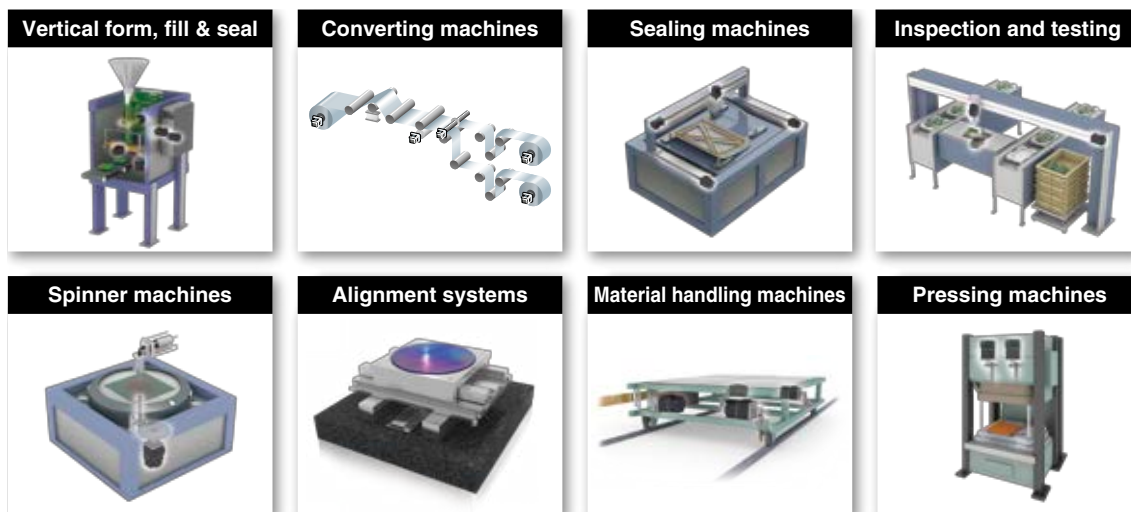 Vertical form, fill & seal
Converting machines
Sealing machines
Inspection and testing
Spinner machines
Alignment systems
Material handling machines
Pressing machines